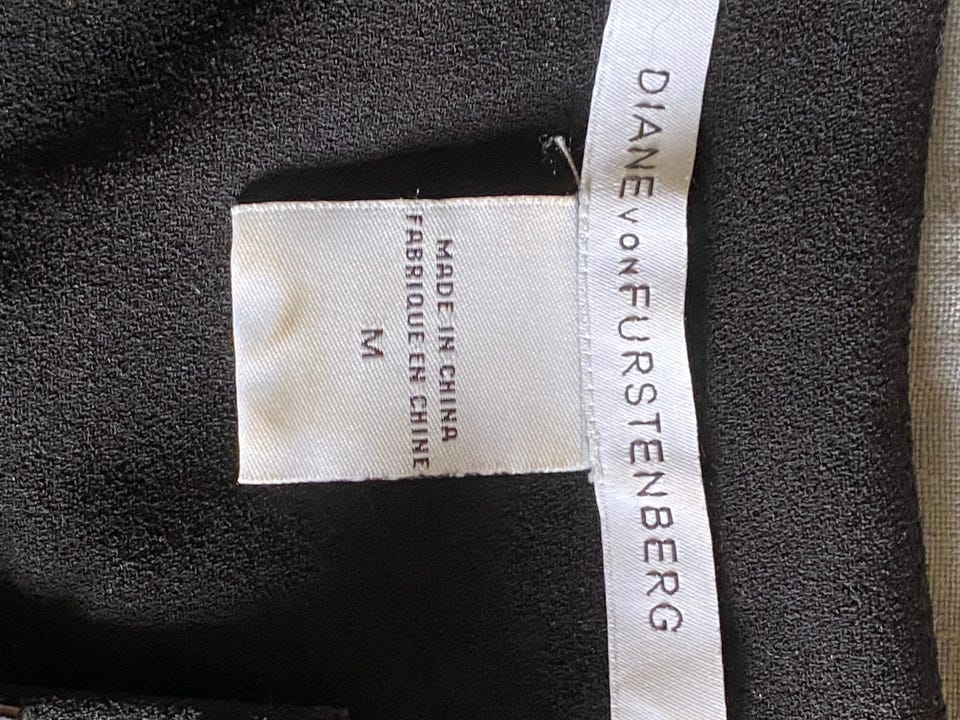 DIANE VON FURSTENBERG
MADE IN CHINA
FABRIQUE EN CHINE
M